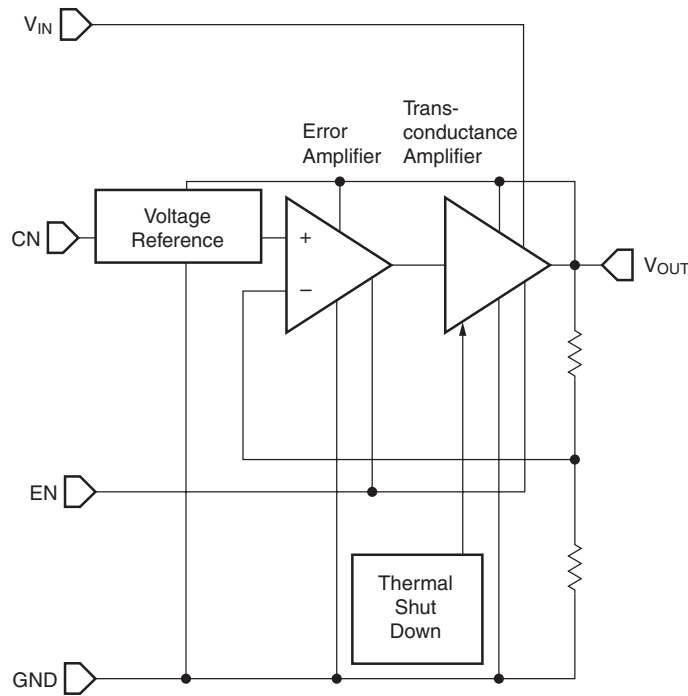 VIN
Error
Amplifier
Trans-
conductance
Amplifier
CN
Voltage
Reference
+
−
VOUT
EN
Thermal
Shut
Down
GND